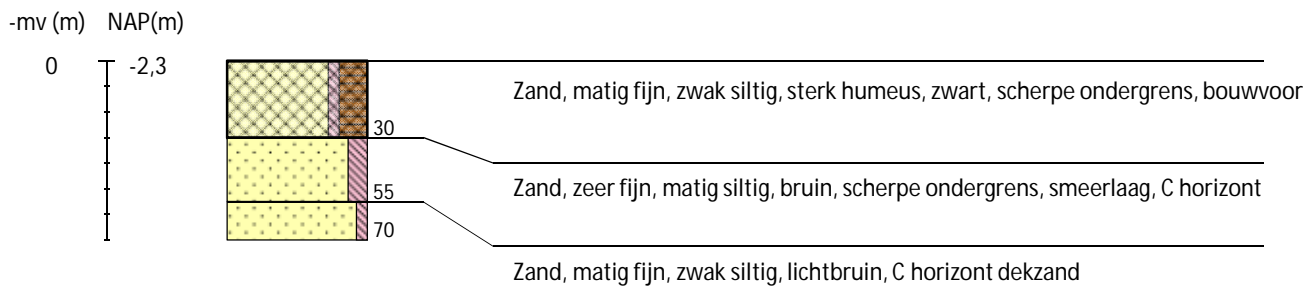 -mv (m) NAP(m)
0 -2,3
Zand, matig fijn, zwak siltig, sterk humeus, zwart, scherpe ondergrens, bouwvoor
30
Zand, zeer fijn, matig siltig, bruin, scherpe ondergrens, smeerlaag, C horizont
55
70
Zand, matig fijn, zwak siltig, lichtbruin, C horizont dekzand